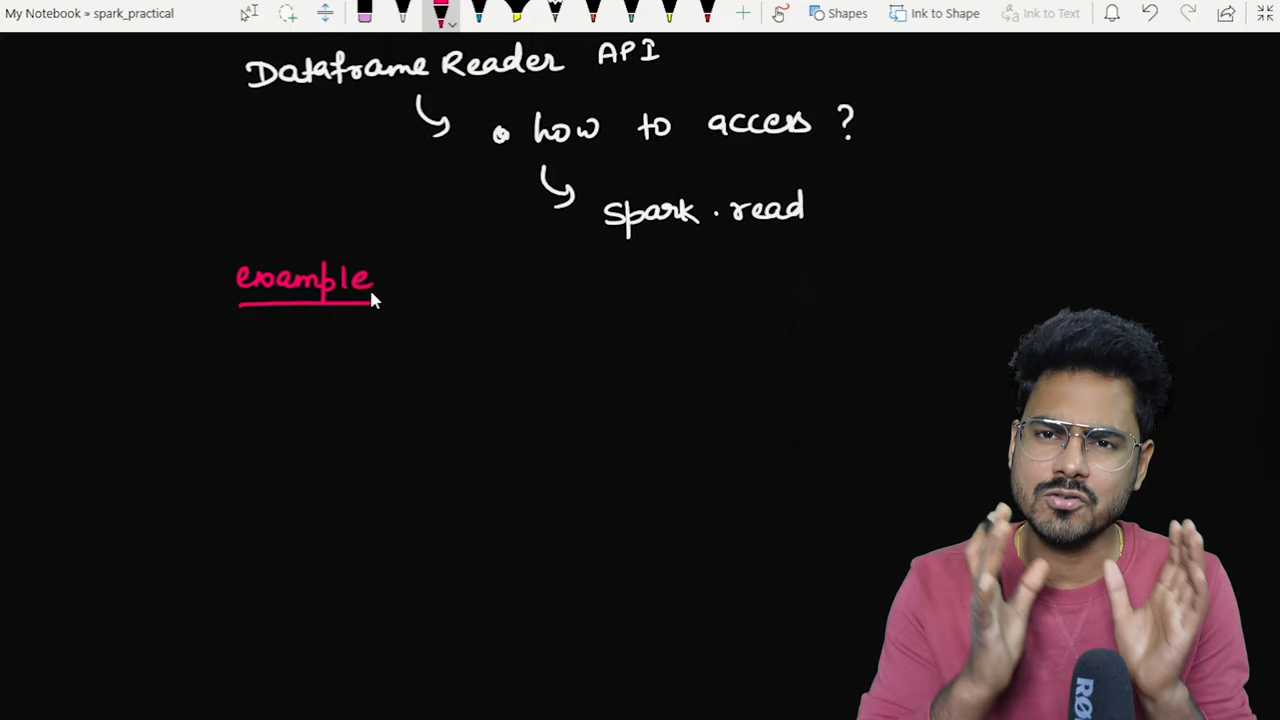 My Notebook » spark_practical
Shapes
Ink to Shape
Ink to Text
Dataframe Reader API
• how to access ?
spark . read
example
RØ